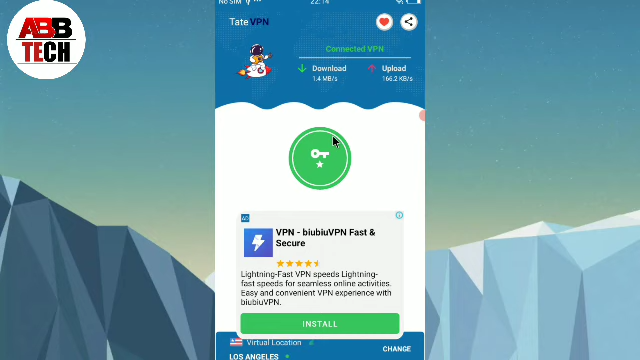 ABB
TECH
No SIM
22:14
Tate VPN
Connected VPN
Download
1.4 MB/s
Upload
166.2 KB/s
AD
VPN - biubiuVPN Fast &
Secure
Lightning-Fast VPN speeds Lightning-
fast speeds for seamless online activities.
Easy and convenient VPN experience with
biubiuVPN.
INSTALL
Virtual Location
LOS ANGELES
CHANGE